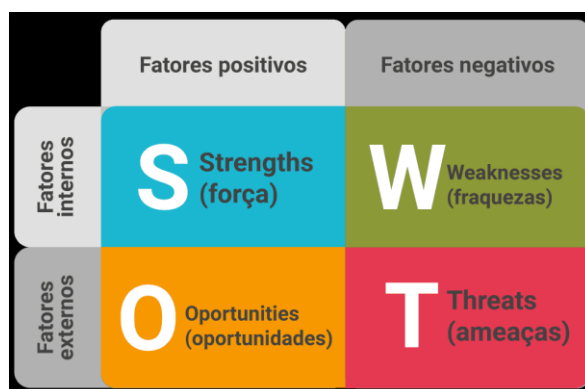 Fatores positivos
Fatores negativos
Fatores
internos
S
Strengths
(força)
W
Weaknesses
(fraquezas)
Fatores
externos
O
Oportunities
(oportunidades)
T
Threats
(ameaças)